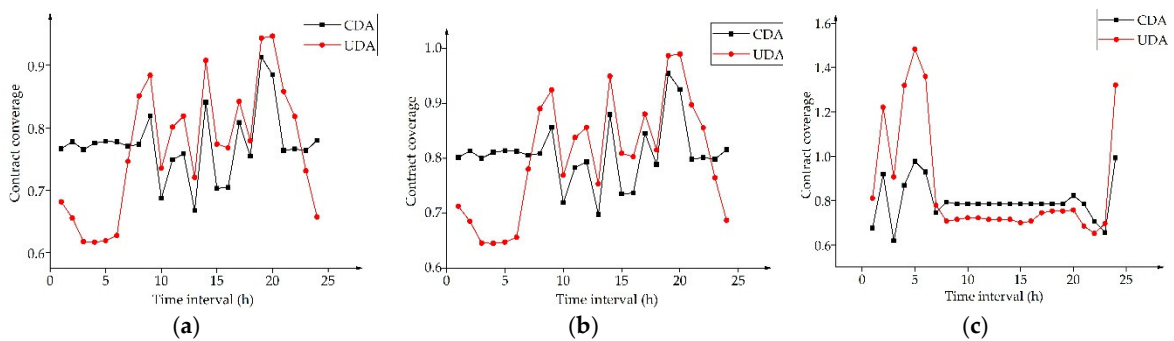 CDA
UDA
Contract converage
0.9
0.8
0.7
0.6
0
5
10
15
20
25
Time interval (h)
(a)
CDA
UDA
Contract coverage
1.0
0.9
0.8
0.7
0.6
0
5
10
15
20
25
Time interval (h)
(b)
CDA
UDA
Contract coverage
1.6
1.4
1.2
1.0
0.8
0.6
0
5
10
15
20
25
Time interval (h)
(c)